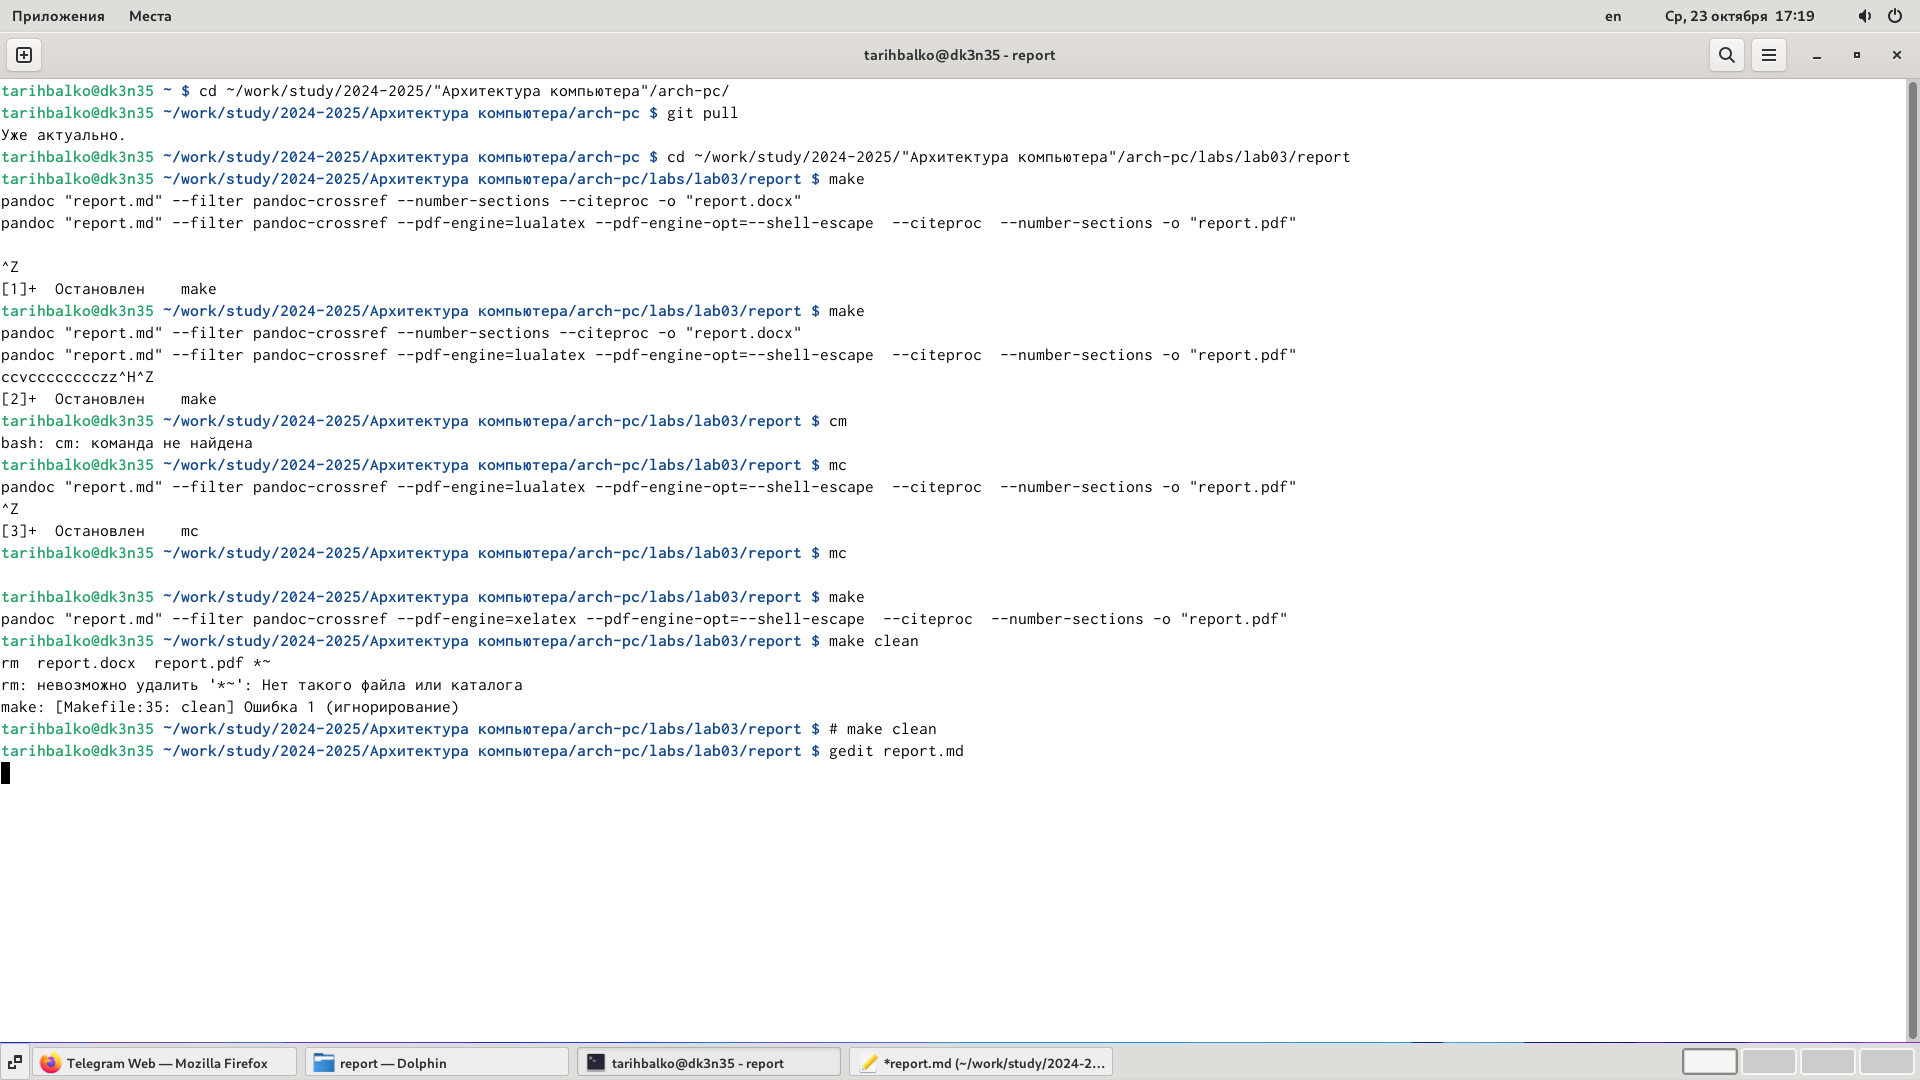 Приложения Места en Ср, 23 октября 17:19
tarihbalko@dk3n35 - report
tarihbalko@dk3n35 ~ $ cd ~/work/study/2024-2025/"Архитектура компьютера"/arch-pc/
tarihbalko@dk3n35 ~/work/study/2024-2025/Архитектура компьютера/arch-pc $ git pull
Уже актуально.
tarihbalko@dk3n35 ~/work/study/2024-2025/Архитектура компьютера/arch-pc $ cd ~/work/study/2024-2025/"Архитектура компьютера"/arch-pc/labs/lab03/report
tarihbalko@dk3n35 ~/work/study/2024-2025/Архитектура компьютера/arch-pc/labs/lab03/report $ make
pandoc "report.md" --filter pandoc-crossref --number-sections --citeproc -o "report.docx"
pandoc "report.md" --filter pandoc-crossref --pdf-engine=lualatex --pdf-engine-opt=--shell-escape  --citeproc  --number-sections -o "report.pdf"
^Z
[1]+  Остановлен    make
tarihbalko@dk3n35 ~/work/study/2024-2025/Архитектура компьютера/arch-pc/labs/lab03/report $ make
pandoc "report.md" --filter pandoc-crossref --number-sections --citeproc -o "report.docx"
pandoc "report.md" --filter pandoc-crossref --pdf-engine=lualatex --pdf-engine-opt=--shell-escape  --citeproc  --number-sections -o "report.pdf"
ccvccccccccczz^H^Z
[2]+  Остановлен    make
tarihbalko@dk3n35 ~/work/study/2024-2025/Архитектура компьютера/arch-pc/labs/lab03/report $ cm
bash: cm: команда не найдена
tarihbalko@dk3n35 ~/work/study/2024-2025/Архитектура компьютера/arch-pc/labs/lab03/report $ mc
pandoc "report.md" --filter pandoc-crossref --pdf-engine=lualatex --pdf-engine-opt=--shell-escape  --citeproc  --number-sections -o "report.pdf"
^Z
[3]+  Остановлен    mc
tarihbalko@dk3n35 ~/work/study/2024-2025/Архитектура компьютера/arch-pc/labs/lab03/report $ mc
tarihbalko@dk3n35 ~/work/study/2024-2025/Архитектура компьютера/arch-pc/labs/lab03/report $ make
pandoc "report.md" --filter pandoc-crossref --pdf-engine=xelatex --pdf-engine-opt=--shell-escape  --citeproc  --number-sections -o "report.pdf"
tarihbalko@dk3n35 ~/work/study/2024-2025/Архитектура компьютера/arch-pc/labs/lab03/report $ make clean
rm  report.docx  report.pdf *~
rm: невозможно удалить '*~': Нет такого файла или каталога
make: [Makefile:35: clean] Ошибка 1 (игнорирование)
tarihbalko@dk3n35 ~/work/study/2024-2025/Архитектура компьютера/arch-pc/labs/lab03/report $ # make clean
tarihbalko@dk3n35 ~/work/study/2024-2025/Архитектура компьютера/arch-pc/labs/lab03/report $ gedit report.md
Telegram Web — Mozilla Firefox report — Dolphin tarihbalko@dk3n35 - report *report.md (~/work/study/2024-2...